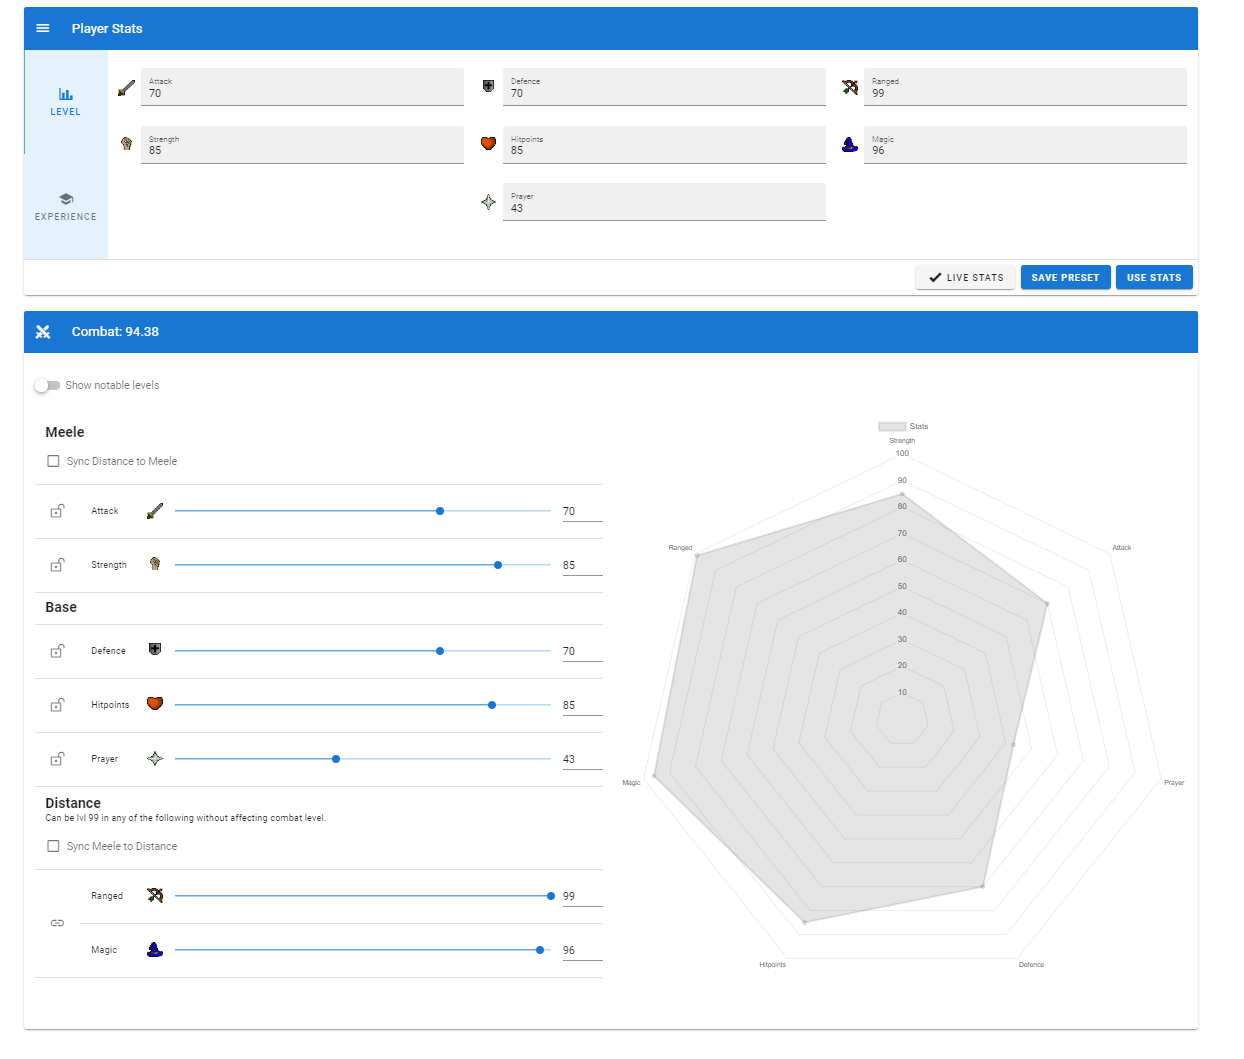 Player Stats
LEVEL
EXPERIENCE
Attack
70
Defence
70
Ranged
99
Strength
85
Hitpoints
85
Magic
96
Prayer
43
LIVE STATS
SAVE PRESET
USE STATS
Combat: 94.38
Show notable levels
Meele
Sync Distance to Meele
Attack
70
Strength
85
Base
Defence
70
Hitpoints
85
Prayer
43
Distance
Can be lvl 99 in any of the following without affecting combat level.
Sync Meele to Distance
Ranged
99
Magic
96
Stats
Strength
100
90
80
70
60
50
40
30
20
10
Ranged
Attack
Magic
Prayer
Hitpoints
Defence